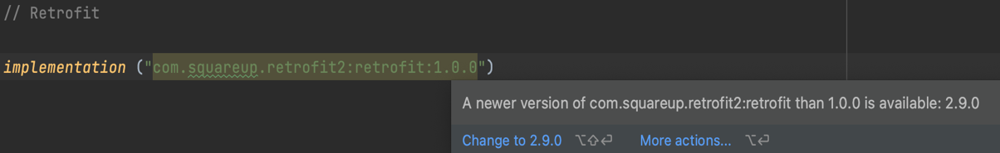 // Retrofit
implementation ("com.squareup.retrofit2:retrofit:1.0.0")
A newer version of com.squareup.retrofit2:retrofit than 1.0.0 is available: 2.9.0
Change to 2.9.0 ⌥⇧⏎ More actions... ⌥⏎